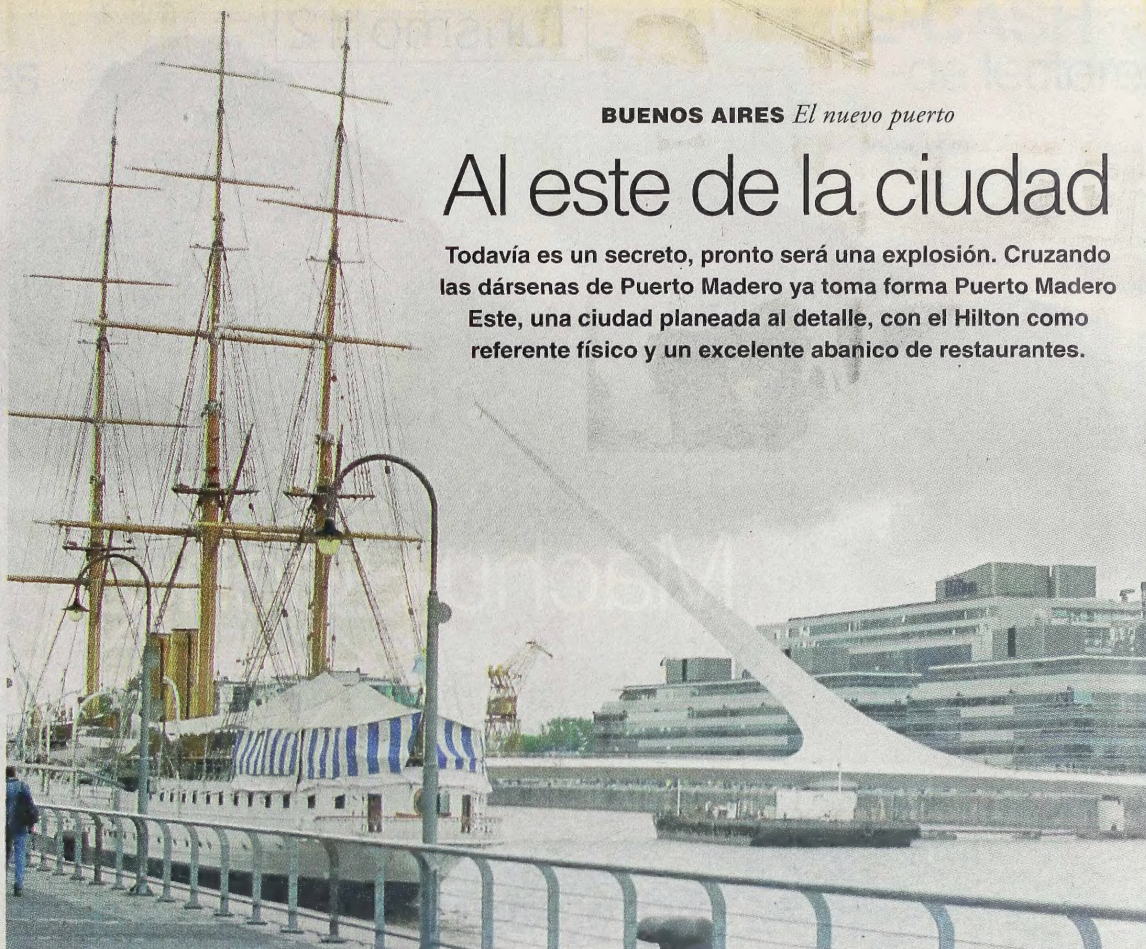 BUENOS AIRES El nuevo puerto
Al este de la ciudad
Todavía es un secreto, pronto será una explosión. Cruzando
las dársenas de Puerto Madero ya toma forma Puerto Madero
Este, una ciudad planeada al detalle, con el Hilton como
referente físico y un excelente abanico de restaurantes.